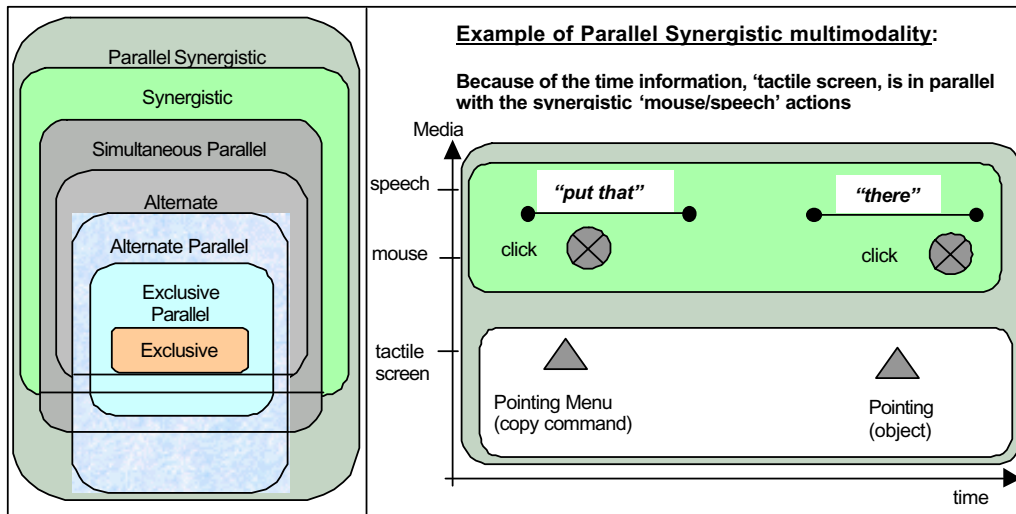 Parallel Synergistic
Synergistic
Simultaneous Parallel
Alternate
Alternate Parallel
Exclusive
Parallel
Exclusive
Example of Parallel Synergistic multimodality:
Because of the time information, ‘tactile screen, is in parallel
with the synergistic ‘mouse/speech’ actions
Media
speech
“put that”
“there”
mouse
click
click
tactile
screen
Pointing Menu
(copy command)
Pointing
(object)
time